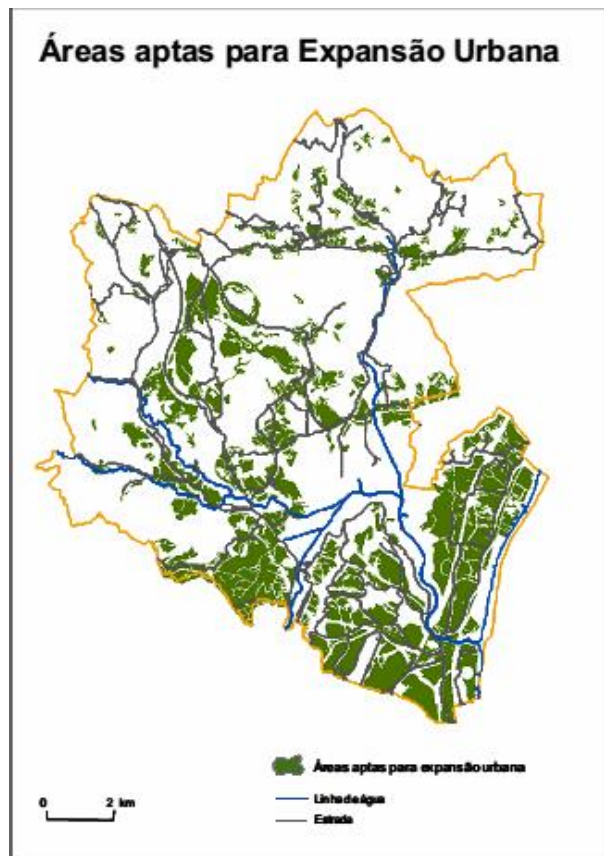 Áreas aptas para Expansão Urbana
Áreas aptas para expansão urbana
Linha de água
Estrada
0 2 km